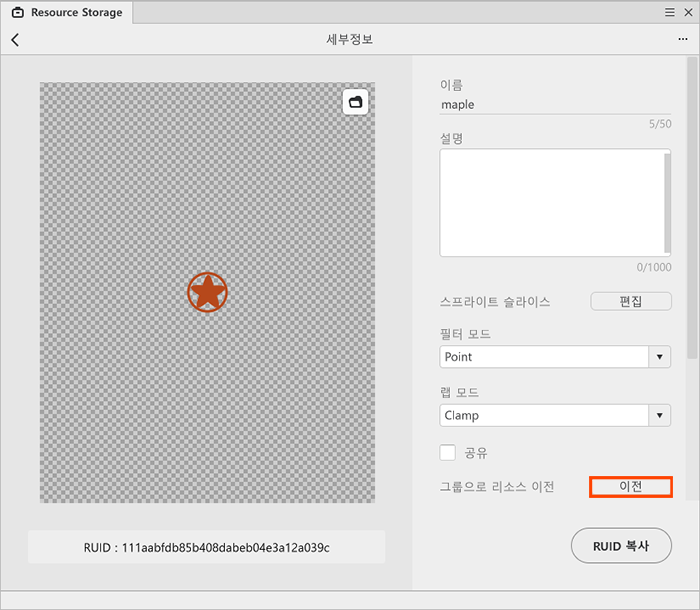 Resource Storage
세부정보
이름
maple
5/50
설명
0/1000
스프라이트 슬라이스
편집
필터 모드
Point
랩 모드
Clamp
공유
그룹으로 리소스 이전
이전
RUID : 111aabfdb85b408dabeb04e3a12a039c
RUID 복사